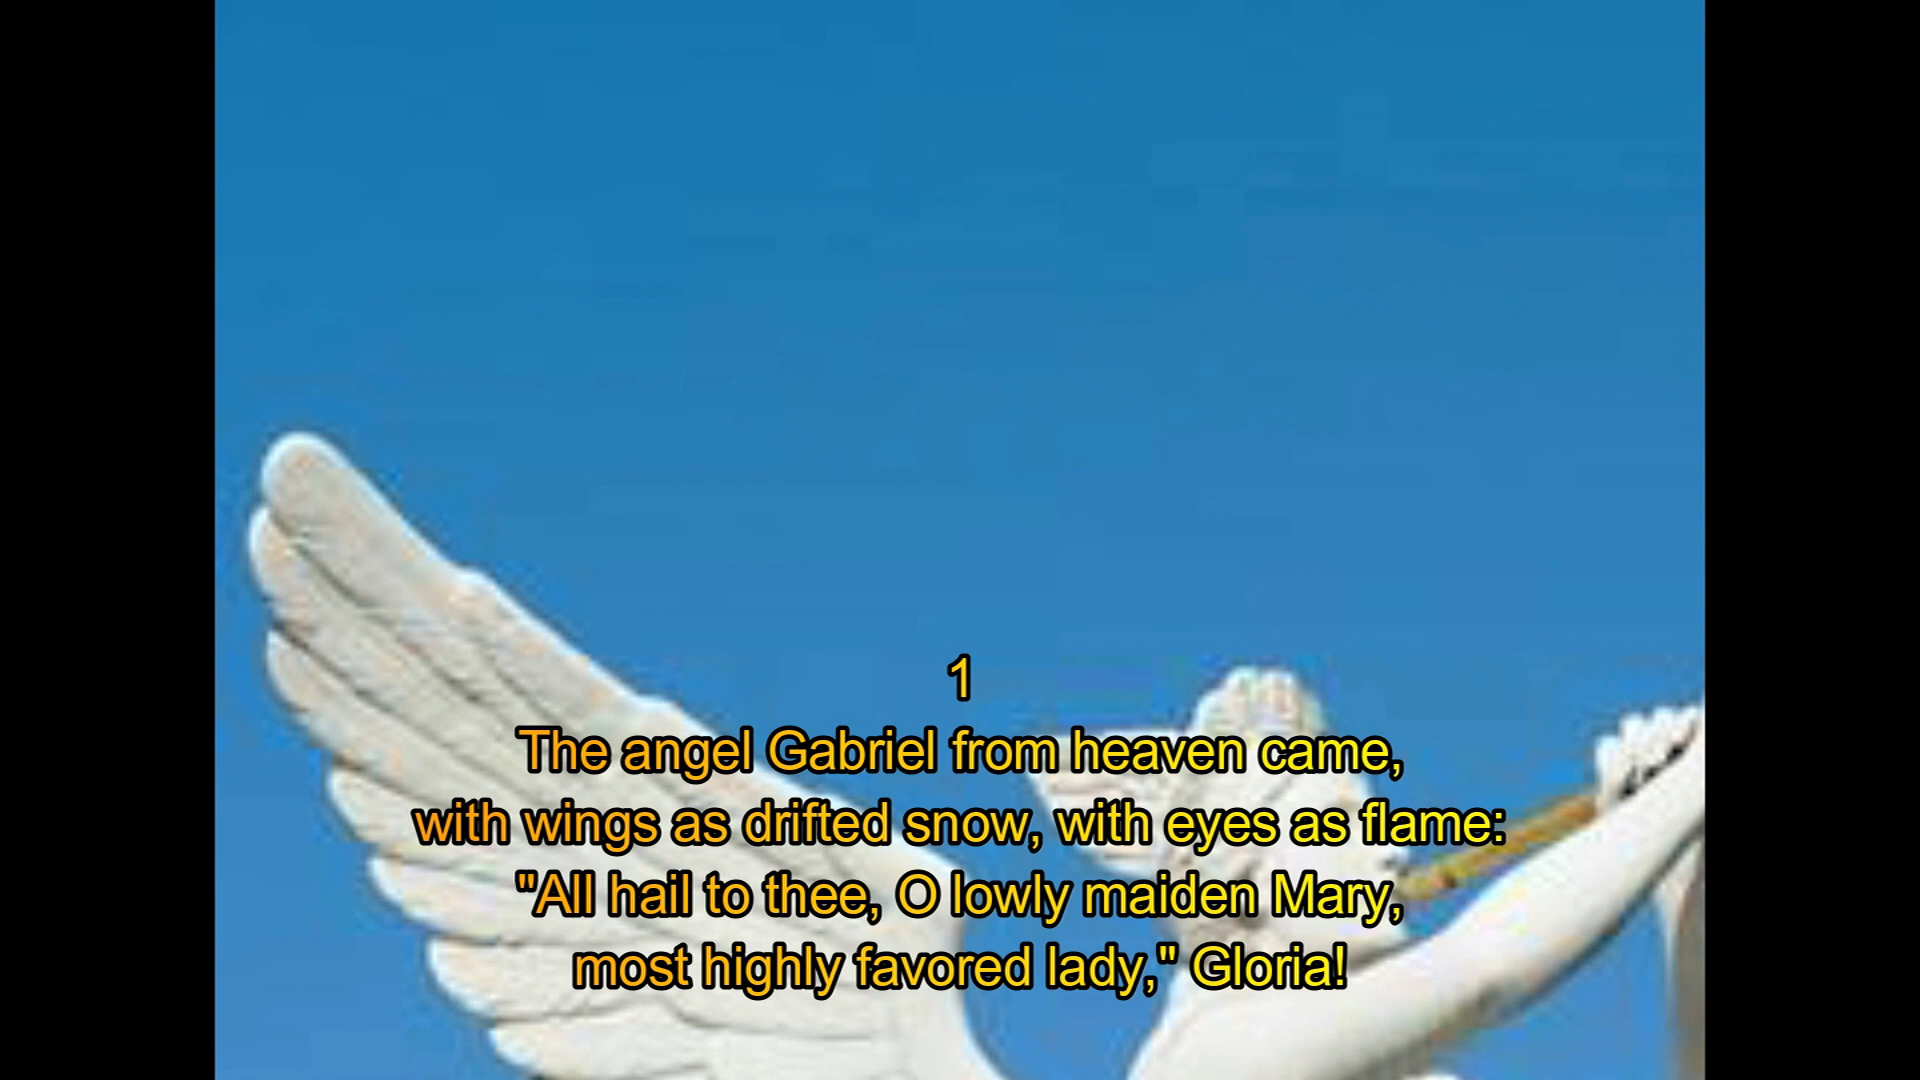 1
The angel Gabriel from heaven came,
with wings as drifted snow, with eyes as flame:
"All hail to thee, O lowly maiden Mary,
most highly favored lady," Gloria!